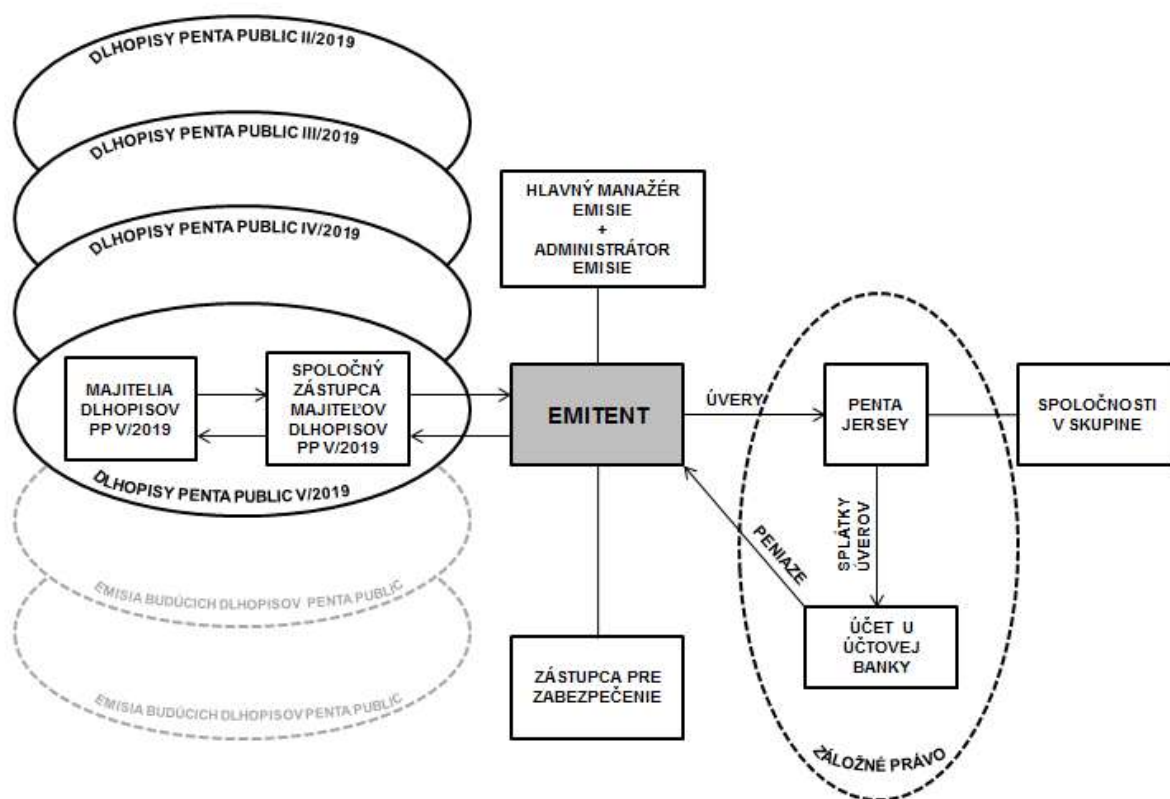 DLHOPISY PENTA PUBLIC II/2019
DLHOPISY PENTA PUBLIC III/2019
DLHOPISY PENTA PUBLIC IV/2019
MAJITELIA
DLHOPISOV
PP V/2019
SPOLOČNÝ
ZÁSTUPCA
MAJITEĽOV
DLHOPISOV
PP V/2019
DLHOPISY PENTA PUBLIC V/2019
EMISIA BUDÚCICH DLHOPISOV PENTA PUBLIC
EMISIA BUDÚCICH DLHOPISOV PENTA PUBLIC
HLAVNÝ MANAŽÉR
EMISIE
+
ADMINISTRÁTOR
EMISIE
EMITENT
ZÁSTUPCA PRE
ZABEZPEČENIE
ÚVERY
PENTA
JERSEY
SPOLOČNOSTI
V SKUPINE
SPLÁTKY
ÚVEROV
PENIAZE
ÚČET U
ÚČTOVEJ
BANKY
ZÁLOŽNÉ PRÁVO